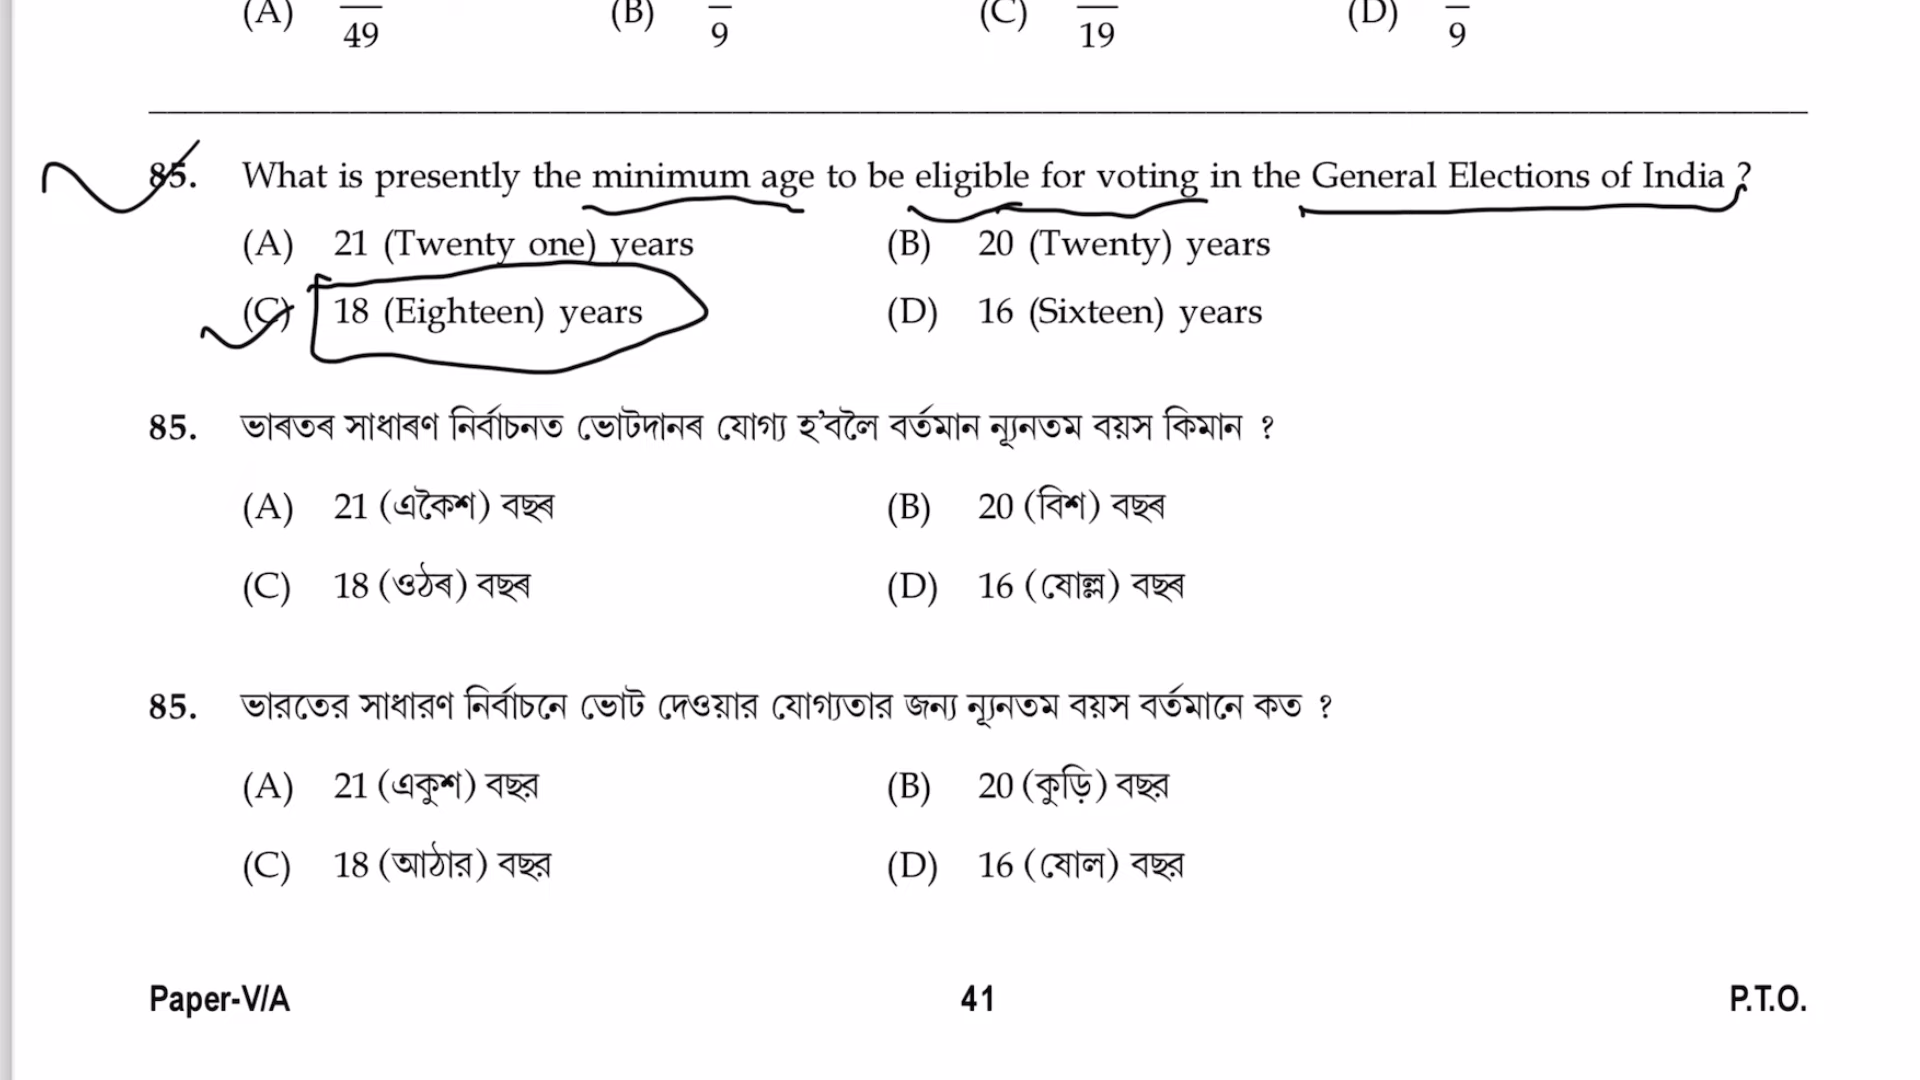 (A) 49 (B) 9 (C) 19 (D) 9
85. What is presently the minimum age to be eligible for voting in the General Elections of India ?
(A) 21 (Twenty one) years (B) 20 (Twenty) years
(C) 18 (Eighteen) years (D) 16 (Sixteen) years
85. ভাৰতৰ সাধাৰণ নিৰ্বাচনত ভোটদানৰ যোগ্য হ'বলৈ বৰ্তমান ন্যূনতম বয়স কিমান ?
(A) 21 (একৈশ) বছৰ (B) 20 (বিশ) বছৰ
(C) 18 (ওঠৰ) বছৰ (D) 16 (ষোল্ল) বছৰ
85. ভারতের সাধারণ নির্বাচনে ভোট দেওয়ার যোগ্যতার জন্য ন্যূনতম বয়স বর্তমানে কত ?
(A) 21 (একুশ) বছর (B) 20 (কুড়ি) বছর
(C) 18 (আঠার) বছর (D) 16 (ষোল) বছর
Paper-V/A 41 P.T.O.